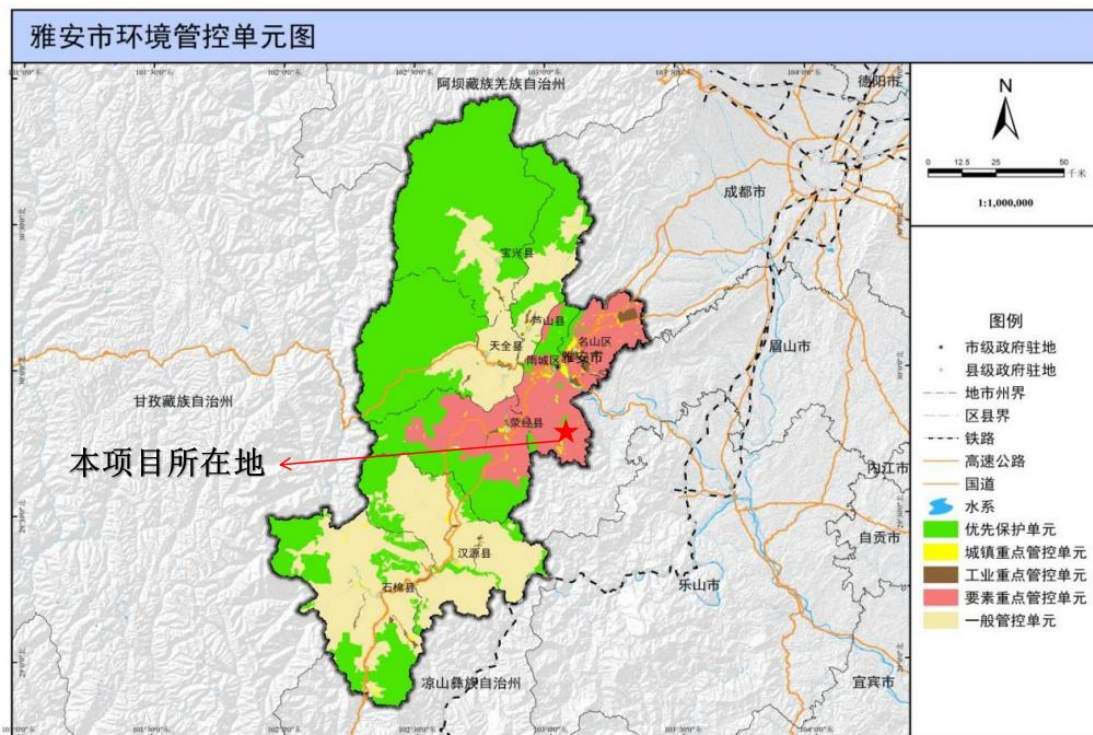 雅安市环境管控单元图
阿坝藏族羌族自治州
德阳市
成都市
宝兴县
芦山县
名山区
天全县
雨城区
雅安市
眉山市
甘孜藏族自治州
荥经县
本项目所在地
内江市
自贡市
汉源县
石棉县
乐山市
凉山彝族自治州
宜宾市
N
0 12.5 25 50
千米
1:1,000,000
图例
市级政府驻地
县级政府驻地
地市州界
区县界
铁路
高速公路
国道
水系
优先保护单元
城镇重点管控单元
工业重点管控单元
要素重点管控单元
一般管控单元